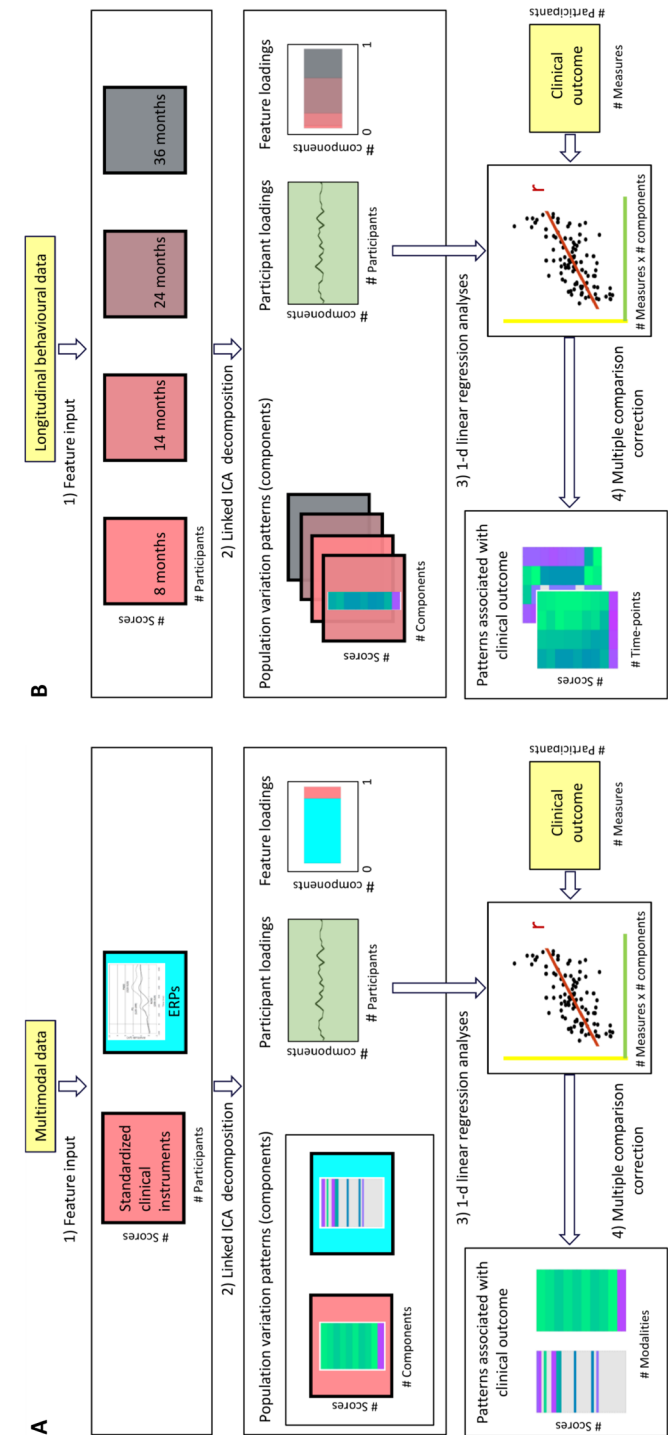 A
Multimodal data
1) Feature input
# Scores
Standardized
clinical
instruments
# Participants
ERPs
2) Linked ICA decomposition
Population variation patterns (components)
# Scores
# Components
Participant loadings
# components
# Participants
Feature loadings
# components
0
1
3) 1-d linear regression analyses
Patterns associated with
clinical outcome
# Scores
# Modalities
4) Multiple comparison
correction
r
# Measures x # components
Clinical
outcome
# Measures
# Participants
B
Longitudinal behavioural data
1) Feature input
# Scores
8 months
# Participants
14 months
24 months
36 months
2) Linked ICA decomposition
Population variation patterns (components)
# Scores
# Components
Participant loadings
# components
# Participants
Feature loadings
# components
0
1
3) 1-d linear regression analyses
Patterns associated with
clinical outcome
# Scores
# Time-points
4) Multiple comparison
correction
r
# Measures x # components
Clinical
outcome
# Measures
# Participants